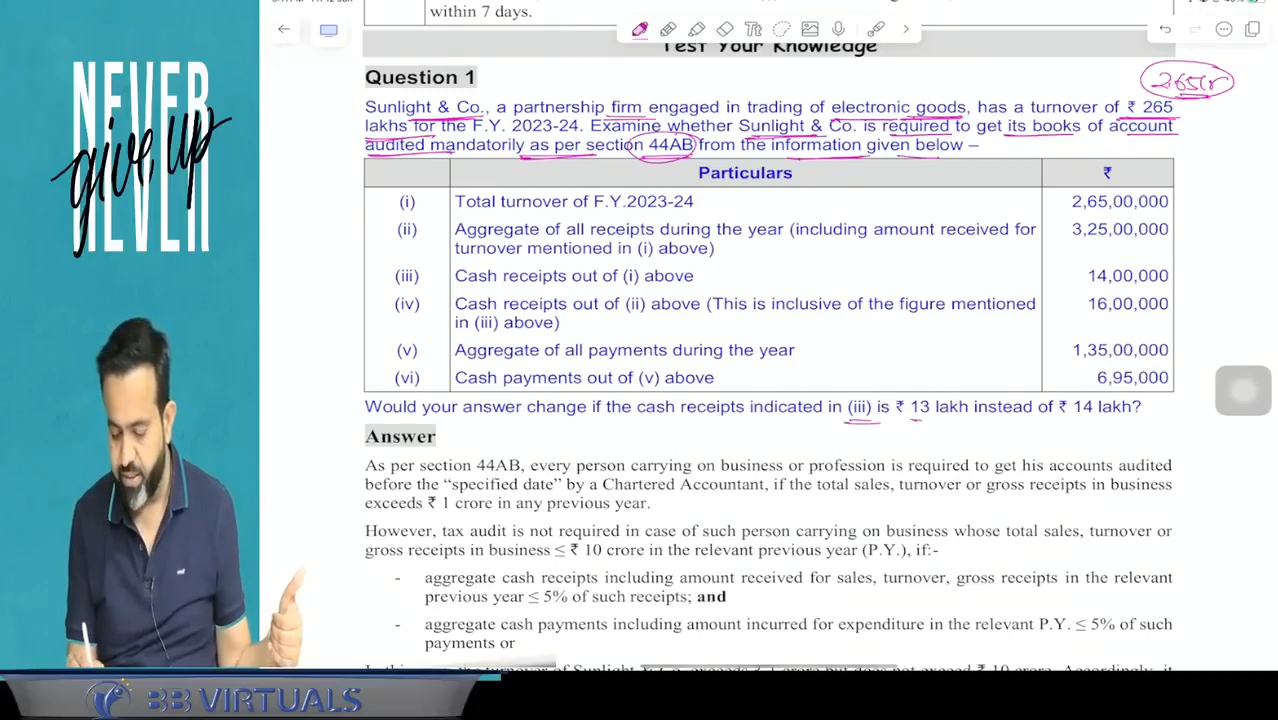 within 7 days.
Test Your Knowledge
Question 1
2.65Cr
Sunlight & Co., a partnership firm engaged in trading of electronic goods, has a turnover of ₹ 265
lakhs for the F.Y. 2023-24. Examine whether Sunlight & Co. is required to get its books of account
audited mandatorily as per section 44AB from the information given below –
Particulars ₹
(i) Total turnover of F.Y.2023-24 2,65,00,000
(ii) Aggregate of all receipts during the year (including amount received for 3,25,00,000
turnover mentioned in (i) above)
(iii) Cash receipts out of (i) above 14,00,000
(iv) Cash receipts out of (ii) above (This is inclusive of the figure mentioned 16,00,000
in (iii) above)
(v) Aggregate of all payments during the year 1,35,00,000
(vi) Cash payments out of (v) above 6,95,000
Would your answer change if the cash receipts indicated in (iii) is ₹ 13 lakh instead of ₹ 14 lakh?
Answer
As per section 44AB, every person carrying on business or profession is required to get his accounts audited
before the “specified date” by a Chartered Accountant, if the total sales, turnover or gross receipts in business
exceeds ₹ 1 crore in any previous year.
However, tax audit is not required in case of such person carrying on business whose total sales, turnover or
gross receipts in business ≤ ₹ 10 crore in the relevant previous year (P.Y.), if:-
- aggregate cash receipts including amount received for sales, turnover, gross receipts in the relevant
previous year ≤ 5% of such receipts; and
- aggregate cash payments including amount incurred for expenditure in the relevant P.Y. ≤ 5% of such
payments or
NEVER
give up
NEVER
BB VIRTUALS